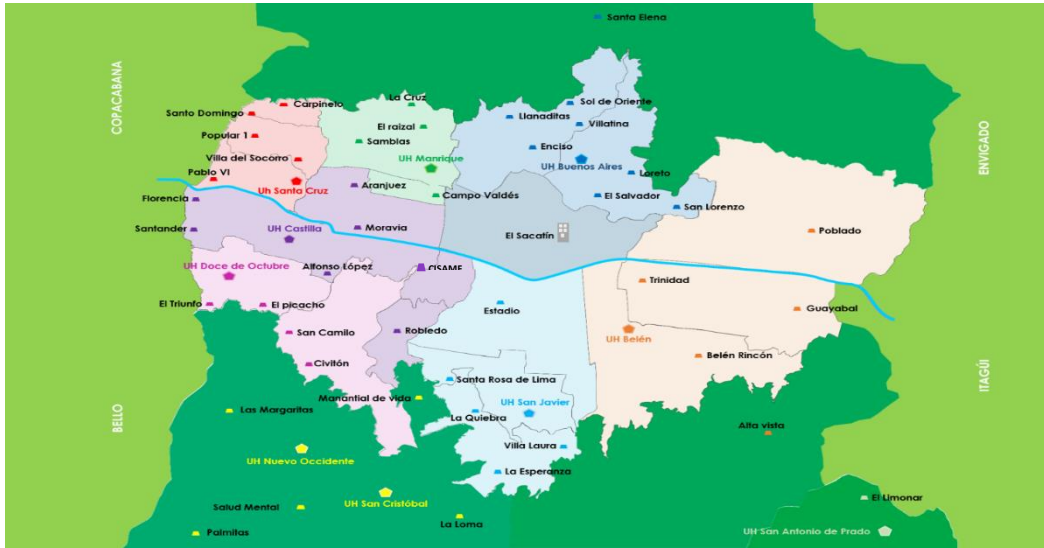 Santa Elena
COPACABANA
ENVIGADO
Carpinelo
La Cruz
Sol de Oriente
Santo Domingo
Llanaditas
Villatina
Popular 1
El raizal
Samblas
Enciso
Villa del Socorro
UH Manrique
UH Buenos Aires
Pablo VI
Loreto
Uh Santa Cruz
Aranjuez
Campo Valdés
El Salvador
Florencia
San Lorenzo
Santander
UH Castilla
Moravia
El Sacatín
Poblado
UH Doce de Octubre
Alfonso López
CISAMF
Trinidad
El Triunfo
El picacho
Estadio
Guayabal
San Camilo
Robledo
UH Belén
Civitón
Belén Rincón
ITAGÚI
BELLO
Santa Rosa de Lima
Manantial de vida
UH San Javier
Las Margaritas
La Quiebra
Alta vista
UH Nuevo Occidente
Villa Laura
La Esperanza
UH San Cristóbal
El Limonar
Salud Mental
La Loma
Palmitas
UH San Antonio de Prado